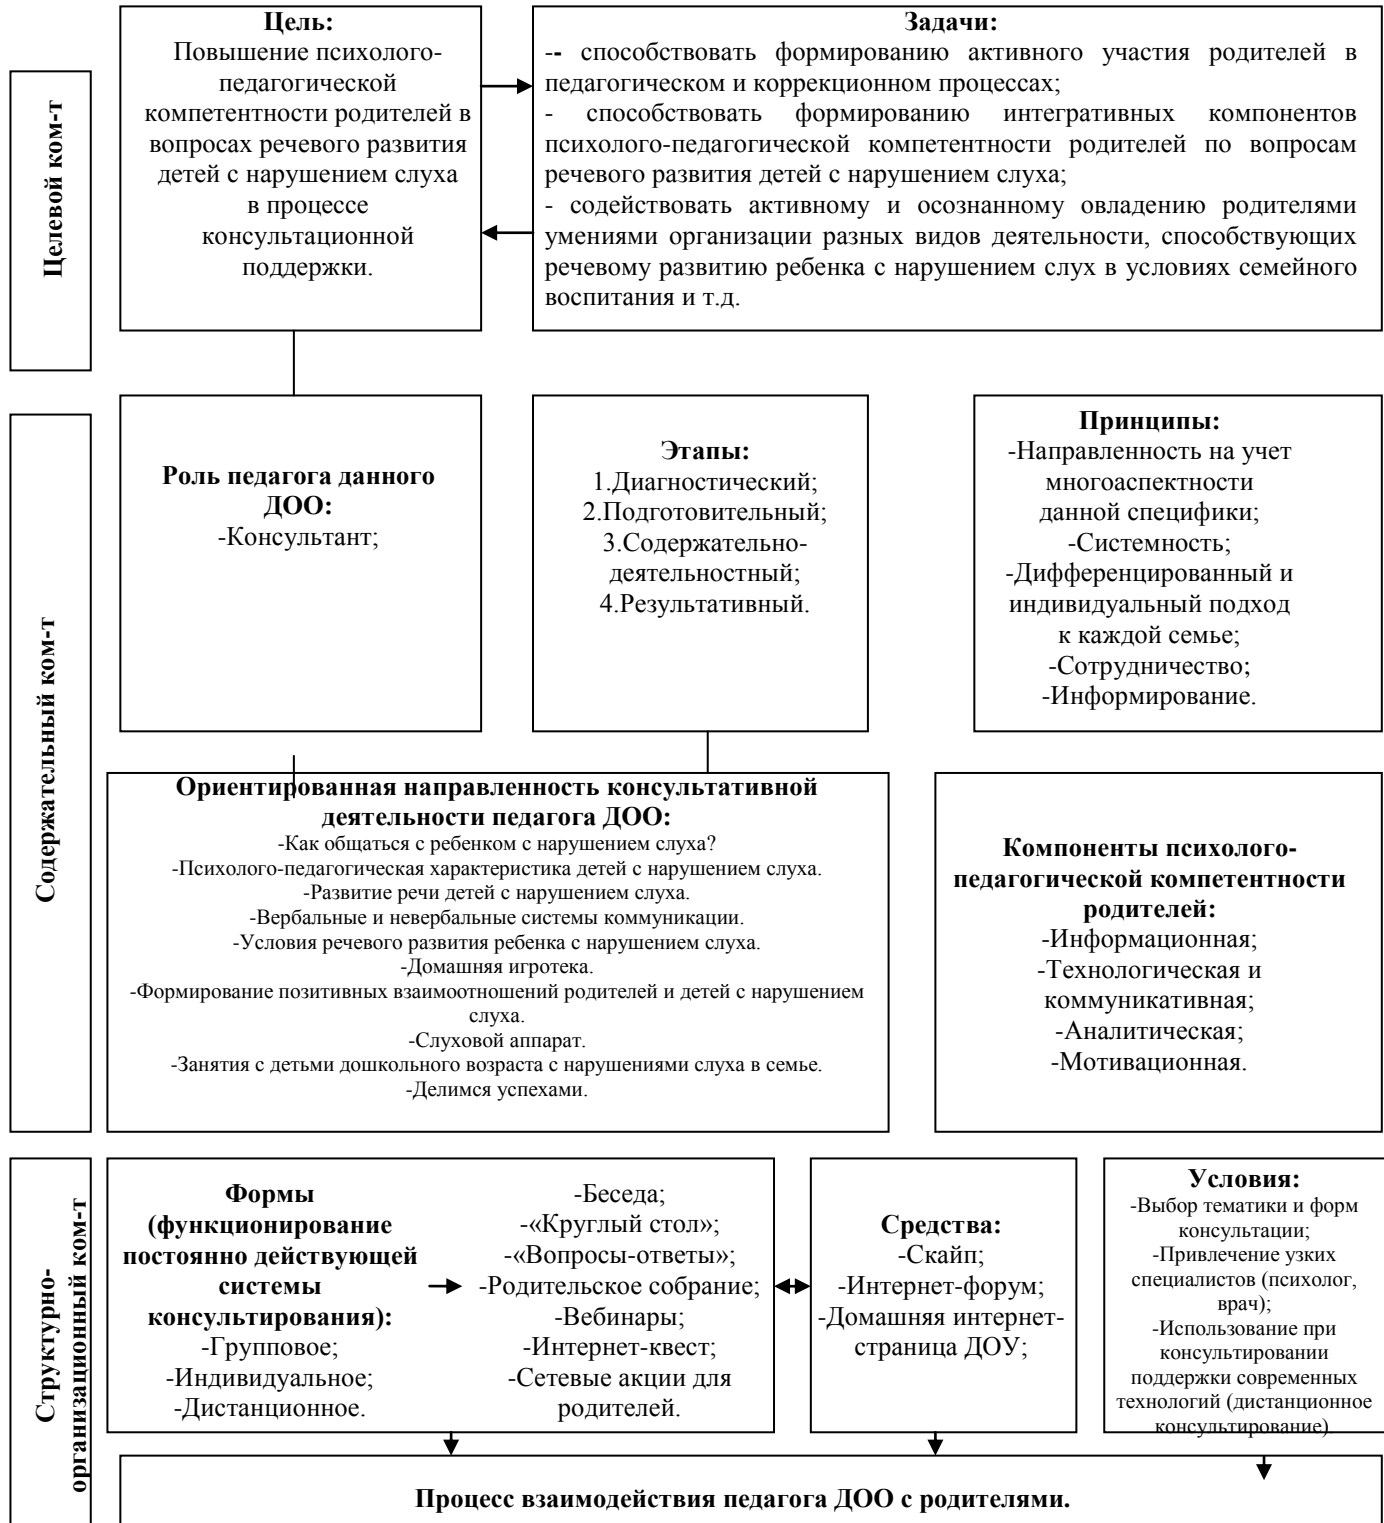 Целевой ком-т
Цель:
Повышение психолого-
педагогической
компетентности родителей в
вопросах речевого развития
детей с нарушением слуха
в процессе
консультационной
поддержки.
Задачи:
-- способствовать формированию активного участия родителей в
педагогическом и коррекционном процессах;
- способствовать формированию интегративных компонентов
психолого-педагогической компетентности родителей по вопросам
речевого развития детей с нарушением слуха;
- содействовать активному и осознанному овладению родителями
умениями организации разных видов деятельности, способствующих
речевому развитию ребенка с нарушением слух в условиях семейного
воспитания и т.д.
Содержательный ком-т
Роль педагога данного
ДОО:
-Консультант;
Этапы:
1.Диагностический;
2.Подготовительный;
3.Содержательно-
деятельностный;
4.Результативный.
Принципы:
-Направленность на учет
многоаспектности
данной специфики;
-Системность;
-Дифференцированный и
индивидуальный подход
к каждой семье;
-Сотрудничество;
-Информирование.
Ориентированная направленность консультативной
деятельности педагога ДОО:
-Как общаться с ребенком с нарушением слуха?
-Психолого-педагогическая характеристика детей с нарушением слуха.
-Развитие речи детей с нарушением слуха.
-Вербальные и невербальные системы коммуникации.
-Условия речевого развития ребенка с нарушением слуха.
-Домашняя игротека.
-Формирование позитивных взаимоотношений родителей и детей с нарушением
слуха.
-Слуховой аппарат.
-Занятия с детьми дошкольного возраста с нарушениями слуха в семье.
-Делимся успехами.
Компоненты психолого-
педагогической компетентности
родителей:
-Информационная;
-Технологическая и
коммуникативная;
-Аналитическая;
-Мотивационная.
Структурно-
организационный ком-т
Формы
(функционирование
постоянно действующей
системы
консультирования):
-Групповое;
-Индивидуальное;
-Дистанционное.
-Беседа;
-«Круглый стол»;
-«Вопросы-ответы»;
-Родительское собрание;
-Вебинары;
-Интернет-квест;
-Сетевые акции для
родителей.
Средства:
-Скайп;
-Интернет-форум;
-Домашняя интернет-
страница ДОУ;
Условия:
-Выбор тематики и форм
консультации;
-Привлечение узких
специалистов (психолог,
врач);
-Использование при
консультировании
поддержки современных
технологий (дистанционное
консультирование).
Процесс взаимодействия педагога ДОО с родителями.